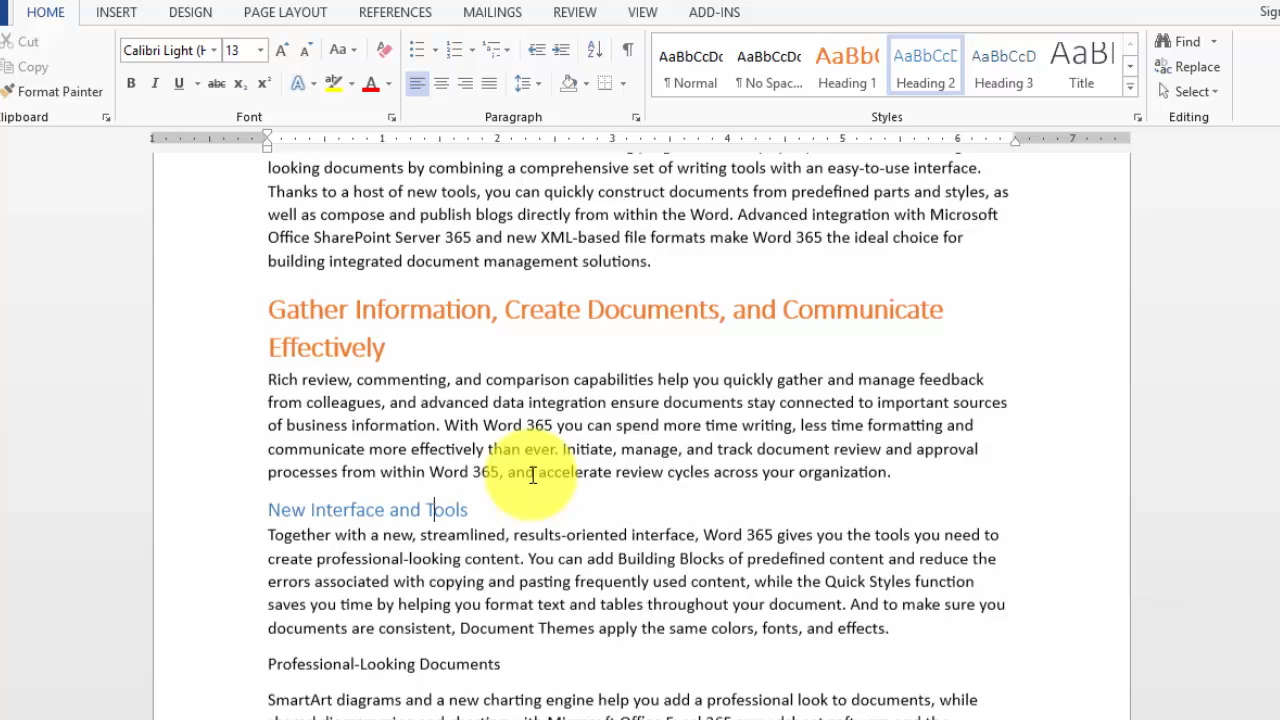 HOME INSERT DESIGN PAGE LAYOUT REFERENCES MAILINGS REVIEW VIEW ADD-INS
Cut
Copy
Format Painter
Calibri Light (H 13
Aa
AaBbCcDc AaBbCcDc AaBbC AaBbCcD AaBbCcD AaBl
¶ Normal ¶ No Spac... Heading 1 Heading 2 Heading 3 Title
Find
Replace
Select
B I U abc X₂ X²
Font Paragraph Styles Editing
1 1 2 3 4 5 6 7
looking documents by combining a comprehensive set of writing tools with an easy-to-use interface.
Thanks to a host of new tools, you can quickly construct documents from predefined parts and styles, as
well as compose and publish blogs directly from within the Word. Advanced integration with Microsoft
Office SharePoint Server 365 and new XML-based file formats make Word 365 the ideal choice for
building integrated document management solutions.
Gather Information, Create Documents, and Communicate
Effectively
Rich review, commenting, and comparison capabilities help you quickly gather and manage feedback
from colleagues, and advanced data integration ensure documents stay connected to important sources
of business information. With Word 365 you can spend more time writing, less time formatting and
communicate more effectively than ever. Initiate, manage, and track document review and approval
processes from within Word 365, and accelerate review cycles across your organization.
New Interface and Tools
Together with a new, streamlined, results-oriented interface, Word 365 gives you the tools you need to
create professional-looking content. You can add Building Blocks of predefined content and reduce the
errors associated with copying and pasting frequently used content, while the Quick Styles function
saves you time by helping you format text and tables throughout your document. And to make sure you
documents are consistent, Document Themes apply the same colors, fonts, and effects.
Professional-Looking Documents
SmartArt diagrams and a new charting engine help you add a professional look to documents, while